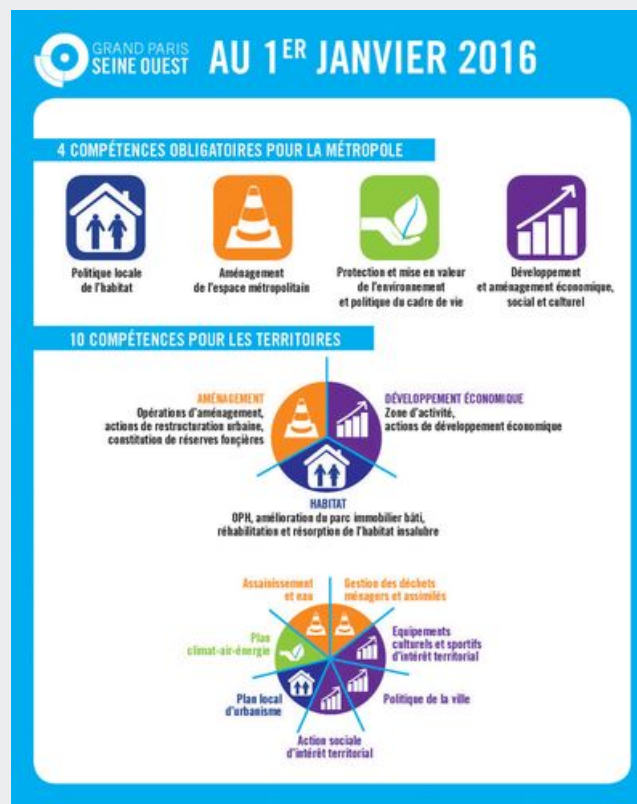 GRAND PARIS
SEINE OUEST
AU 1ER JANVIER 2016
4 COMPÉTENCES OBLIGATOIRES POUR LA MÉTROPOLE
Politique locale
de l'habitat
Aménagement
de l'espace métropolitain
Protection et mise en valeur
de l'environnement
et politique du cadre de vie
Développement
et aménagement économique,
social et culturel
10 COMPÉTENCES POUR LES TERRITOIRES
AMÉNAGEMENT
Opérations d'aménagement,
actions de restructuration urbaine,
constitution de réserves foncières
DÉVELOPPEMENT ÉCONOMIQUE
Zone d'activité,
actions de développement économique
HABITAT
OPH, amélioration du parc immobilier bâti,
réhabilitation et résorption de l'habitat insalubre
Assainissement
et eau
Gestion des déchets
ménagers et assimilés
Plan
climat-air-énergie
Equipements
culturels et sportifs
d'intérêt territorial
Plan local
d'urbanisme
Politique de la ville
Action sociale
d'intérêt territorial